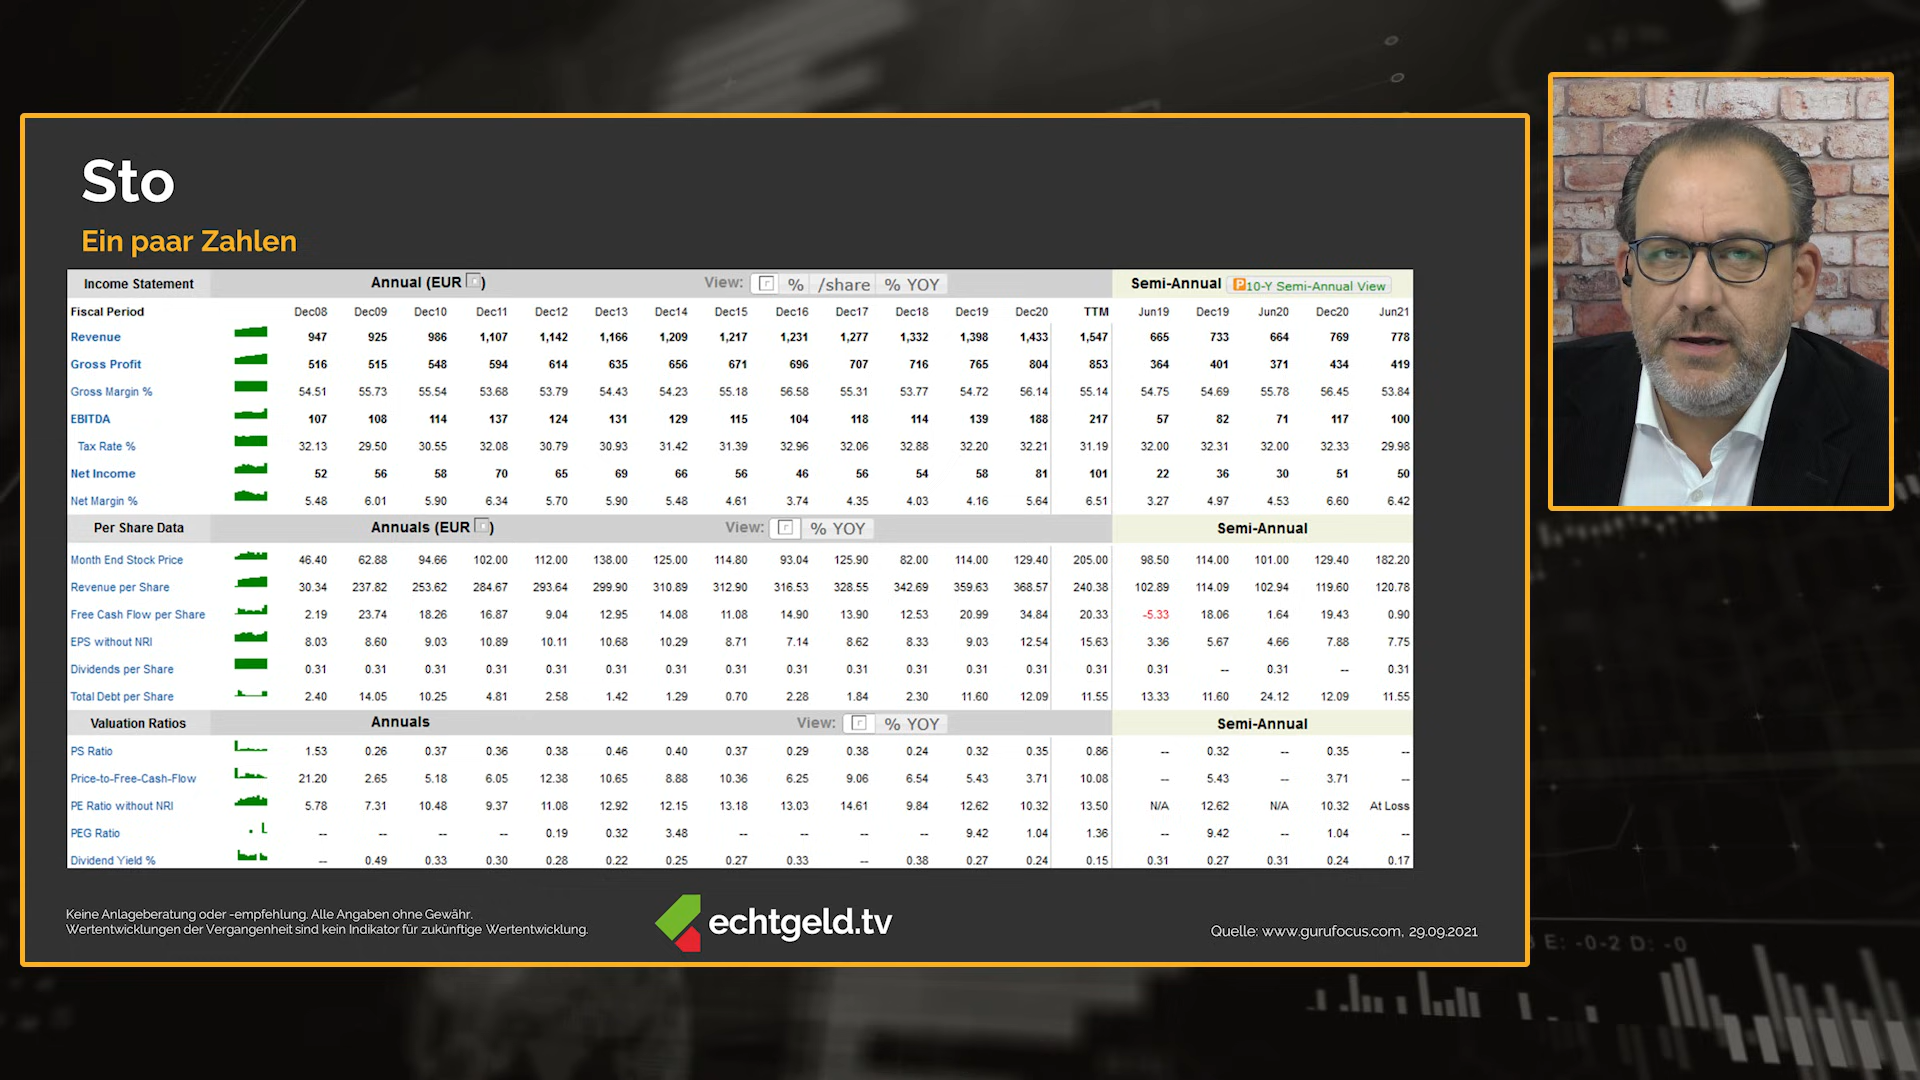 Sto
Ein paar Zahlen
Income Statement Annual (EUR ) View: % /share % YOY Semi-Annual P 10-Y Semi-Annual View
Fiscal Period Dec08 Dec09 Dec10 Dec11 Dec12 Dec13 Dec14 Dec15 Dec16 Dec17 Dec18 Dec19 Dec20 TTM Jun19 Dec19 Jun20 Dec20 Jun21
Revenue 947 925 986 1,107 1,142 1,166 1,209 1,217 1,231 1,277 1,332 1,398 1,433 1,547 665 733 664 769 778
Gross Profit 516 515 548 594 614 635 656 671 696 707 716 765 804 853 364 401 371 434 419
Gross Margin % 54.51 55.73 55.54 53.68 53.79 54.43 54.23 55.18 56.58 55.31 53.77 54.72 56.14 55.14 54.75 54.69 55.78 56.45 53.84
EBITDA 107 108 114 137 124 131 129 115 104 118 114 139 188 217 57 82 71 117 100
Tax Rate % 32.13 29.50 30.55 32.08 30.79 30.93 31.42 31.39 32.96 32.06 32.88 32.20 32.21 31.19 32.00 32.31 32.00 32.33 29.98
Net Income 52 56 58 70 65 69 66 56 46 56 54 58 81 101 22 36 30 51 50
Net Margin % 5.48 6.01 5.90 6.34 5.70 5.90 5.48 4.61 3.74 4.35 4.03 4.16 5.64 6.51 3.27 4.97 4.53 6.60 6.42
Per Share Data Annuals (EUR ) View: % YOY Semi-Annual
Month End Stock Price 46.40 62.88 94.66 102.00 112.00 138.00 125.00 114.80 93.04 125.90 82.00 114.00 129.40 205.00 98.50 114.00 101.00 129.40 182.20
Revenue per Share 30.34 237.82 253.62 284.67 293.64 299.90 310.89 312.90 316.53 328.55 342.69 359.63 368.57 240.38 102.89 114.09 102.94 119.60 120.78
Free Cash Flow per Share 2.19 23.74 18.26 16.87 9.04 12.95 14.08 11.08 14.90 13.90 12.53 20.99 34.84 20.33 -5.33 18.06 1.64 19.43 0.90
EPS without NRI 8.03 8.60 9.03 10.89 10.11 10.68 10.29 8.71 7.14 8.62 8.33 9.03 12.54 15.63 3.36 5.67 4.66 7.88 7.75
Dividends per Share 0.31 0.31 0.31 0.31 0.31 0.31 0.31 0.31 0.31 0.31 0.31 0.31 0.31 0.31 0.31 -- 0.31 -- 0.31
Total Debt per Share 2.40 14.05 10.25 4.81 2.58 1.42 1.29 0.70 2.28 1.84 2.30 11.60 12.09 11.55 13.33 11.60 24.12 12.09 11.55
Valuation Ratios Annuals View: % YOY Semi-Annual
PS Ratio 1.53 0.26 0.37 0.36 0.38 0.46 0.40 0.37 0.29 0.38 0.24 0.32 0.35 0.86 -- 0.32 -- 0.35 --
Price-to-Free-Cash-Flow 21.20 2.65 5.18 6.05 12.38 10.65 8.88 10.36 6.25 9.06 6.54 5.43 3.71 10.08 -- 5.43 -- 3.71 --
PE Ratio without NRI 5.78 7.31 10.48 9.37 11.08 12.92 12.15 13.18 13.03 14.61 9.84 12.62 10.32 13.50 N/A 12.62 N/A 10.32 At Loss
PEG Ratio -- -- -- -- 0.19 0.32 3.48 -- -- -- -- 9.42 1.04 1.36 -- 9.42 -- 1.04 --
Dividend Yield % -- 0.49 0.33 0.30 0.28 0.22 0.25 0.27 0.33 -- 0.38 0.27 0.24 0.15 0.31 0.27 0.31 0.24 0.17
Keine Anlageberatung oder -empfehlung. Alle Angaben ohne Gewähr.
Wertentwicklungen der Vergangenheit sind kein Indikator für zukünftige Wertentwicklung.
echtgeld.tv
Quelle: www.gurufocus.com, 29.09.2021
E: -0-2 D: -0